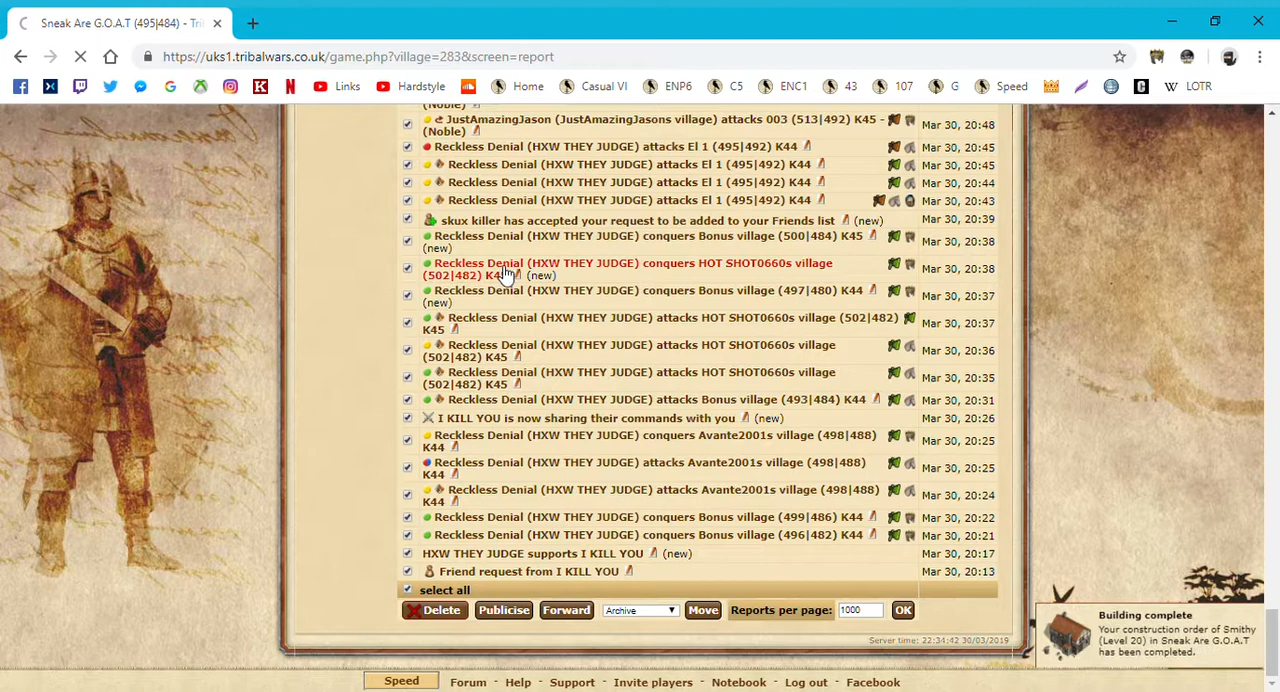 Sneak Are G.O.A.T (495|484) - Tri
https://uks1.tribalwars.co.uk/game.php?village=283&screen=report
Links Hardstyle Home Casual VI ENP6 C5 ENC1 43 107 G Speed LOTR
(Noble)
JustAmazingJason (JustAmazingJasons village) attacks 003 (513|492) K45 - Mar 30, 20:48
(Noble)
Reckless Denial (HXW THEY JUDGE) attacks El 1 (495|492) K44 Mar 30, 20:45
Reckless Denial (HXW THEY JUDGE) attacks El 1 (495|492) K44 Mar 30, 20:45
Reckless Denial (HXW THEY JUDGE) attacks El 1 (495|492) K44 Mar 30, 20:44
Reckless Denial (HXW THEY JUDGE) attacks El 1 (495|492) K44 Mar 30, 20:43
skux killer has accepted your request to be added to your Friends list (new) Mar 30, 20:39
Reckless Denial (HXW THEY JUDGE) conquers Bonus village (500|484) K45 Mar 30, 20:38
(new)
Reckless Denial (HXW THEY JUDGE) conquers HOT SHOT0660s village Mar 30, 20:38
(502|482) K45 (new)
Reckless Denial (HXW THEY JUDGE) conquers Bonus village (497|480) K44 Mar 30, 20:37
(new)
Reckless Denial (HXW THEY JUDGE) attacks HOT SHOT0660s village (502|482) Mar 30, 20:37
K45
Reckless Denial (HXW THEY JUDGE) attacks HOT SHOT0660s village Mar 30, 20:36
(502|482) K45
Reckless Denial (HXW THEY JUDGE) attacks HOT SHOT0660s village Mar 30, 20:35
(502|482) K45
Reckless Denial (HXW THEY JUDGE) attacks Bonus village (493|484) K44 Mar 30, 20:31
I KILL YOU is now sharing their commands with you (new) Mar 30, 20:26
Reckless Denial (HXW THEY JUDGE) conquers Avante2001s village (498|488) Mar 30, 20:25
K44
Reckless Denial (HXW THEY JUDGE) attacks Avante2001s village (498|488) Mar 30, 20:25
K44
Reckless Denial (HXW THEY JUDGE) attacks Avante2001s village (498|488) Mar 30, 20:24
K44
Reckless Denial (HXW THEY JUDGE) conquers Bonus village (499|486) K44 Mar 30, 20:22
Reckless Denial (HXW THEY JUDGE) conquers Bonus village (496|482) K44 Mar 30, 20:21
HXW THEY JUDGE supports I KILL YOU (new) Mar 30, 20:17
Friend request from I KILL YOU Mar 30, 20:13
select all
Delete Publicise Forward Archive Move Reports per page: 1000 OK
Server time: 22:34:42 30/03/2019
Building complete
Your construction order of Smithy
(Level 20) in Sneak Are G.O.A.T
has been completed.
Speed Forum - Help - Support - Invite players - Notebook - Log out - Facebook